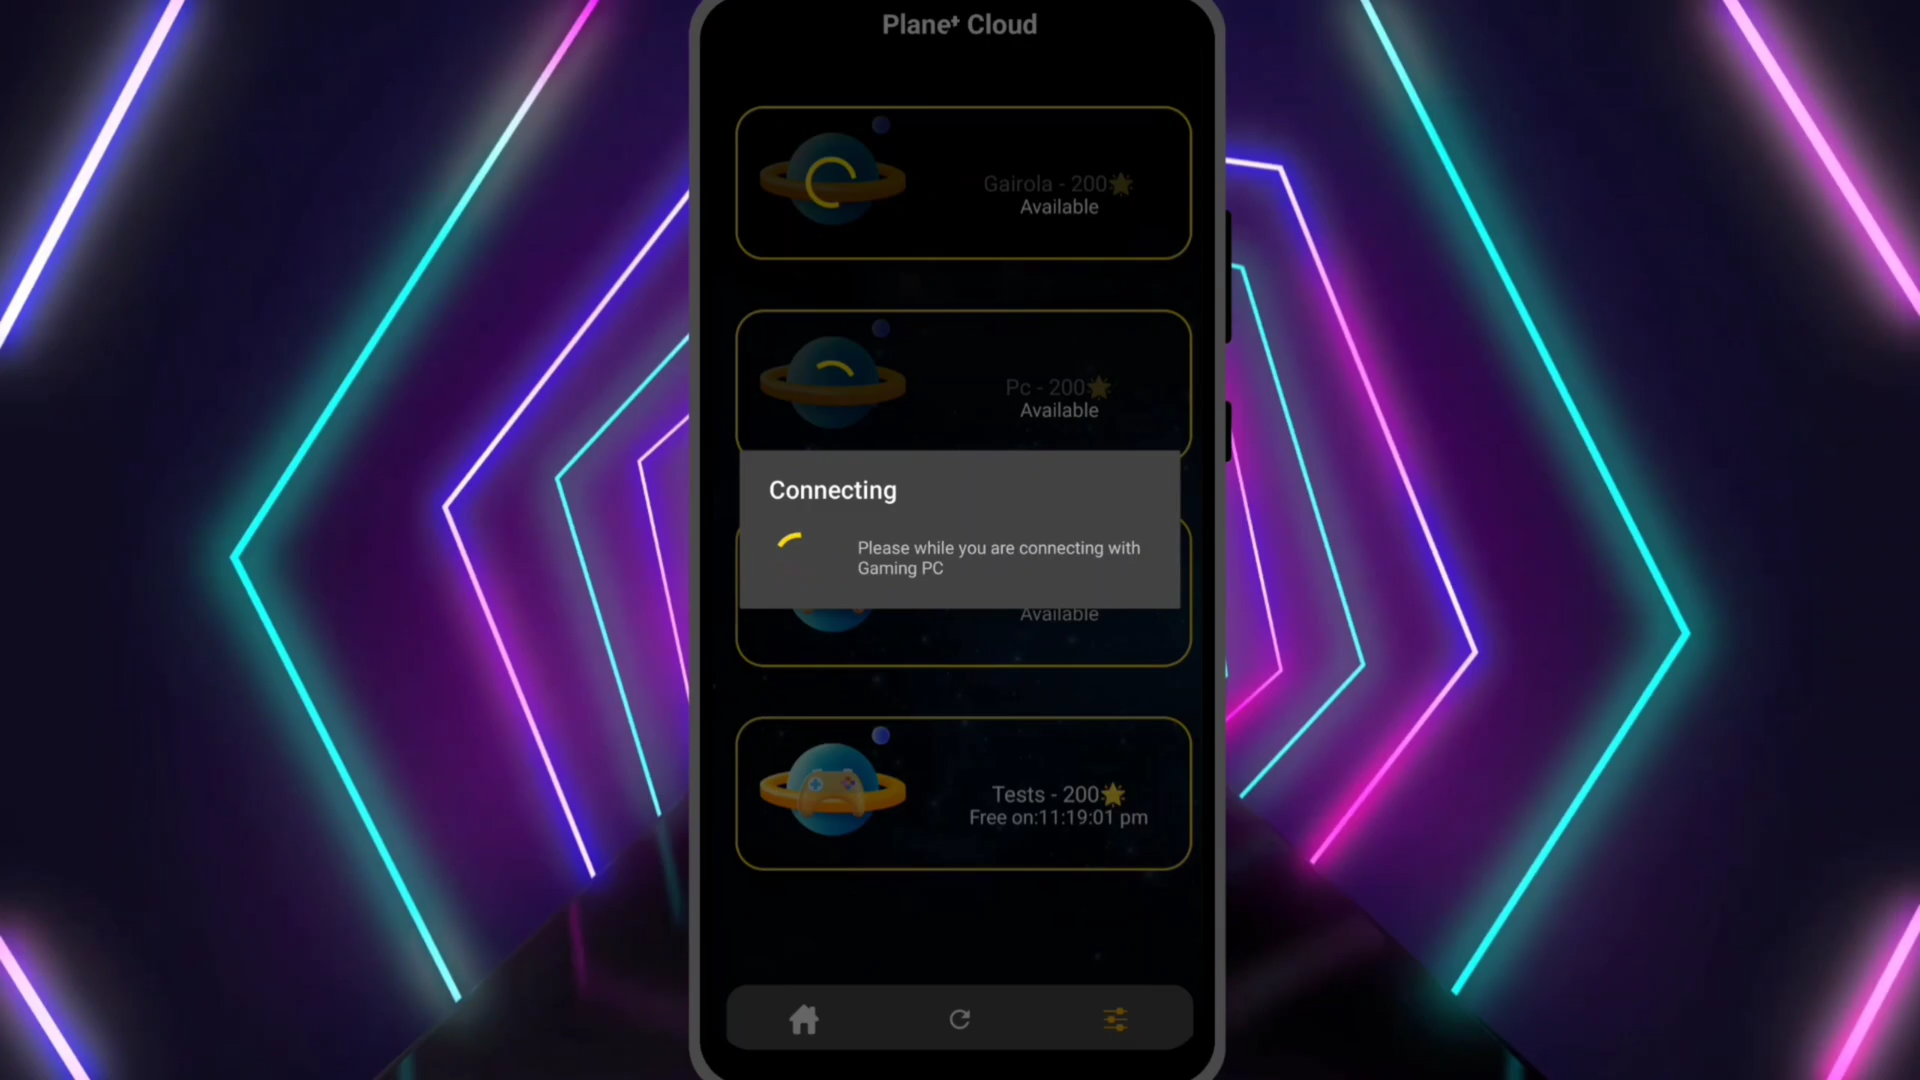 Planet Cloud
Gairola - 200🌟
Available
Pc - 200🌟
Available
Connecting
Please while you are connecting with
Gaming PC
Available
Tests - 200🌟
Free on:11:19:01 pm